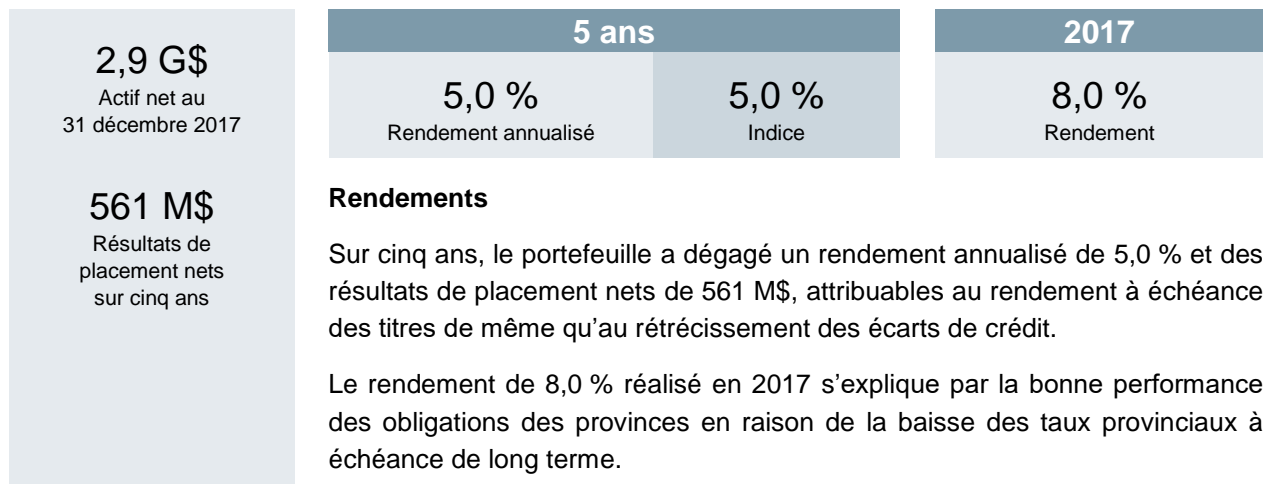 2,9 G$
Actif net au
31 décembre 2017
561 M$
Résultats de
placement nets
sur cinq ans
5 ans
5,0 %
Rendement annualisé
5,0 %
Indice
2017
8,0 %
Rendement
Rendements
Sur cinq ans, le portefeuille a dégagé un rendement annualisé de 5,0 % et des
résultats de placement nets de 561 M$, attribuables au rendement à échéance
des titres de même qu’au rétrécissement des écarts de crédit.
Le rendement de 8,0 % réalisé en 2017 s’explique par la bonne performance
des obligations des provinces en raison de la baisse des taux provinciaux à
échéance de long terme.